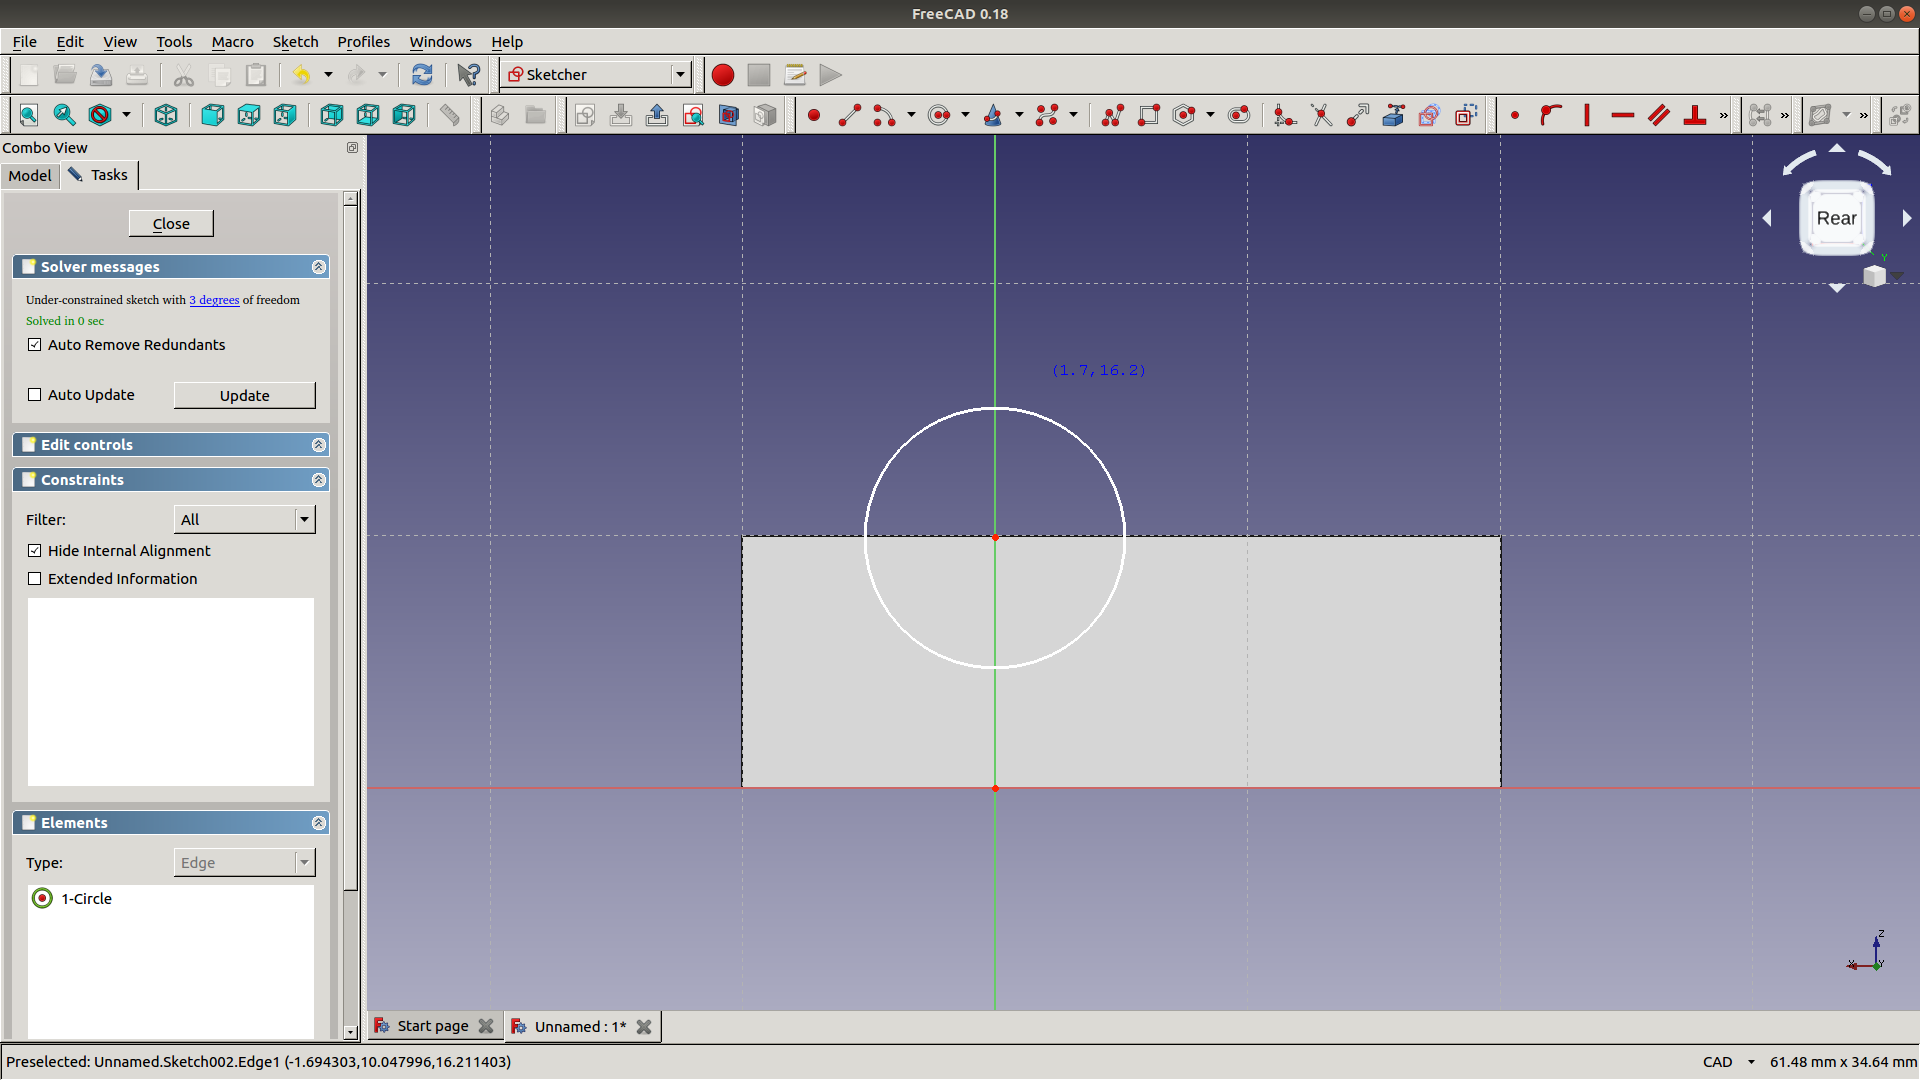 FreeCAD 0.18
File Edit View Tools Macro Sketch Profiles Windows Help
Sketcher
» » » 
Combo View
Model Tasks
Close
Solver messages
Under-constrained sketch with 3 degrees of freedom
Solved in 0 sec
Auto Remove Redundants
Auto Update Update
Edit controls
Constraints
Filter: All
Hide Internal Alignment
Extended Information
Elements
Type: Edge
1-Circle
(1.7,16.2)
Rear
Y
Z
X Y
Start page Unnamed : 1*
Preselected: Unnamed.Sketch002.Edge1 (-1.694303,10.047996,16.211403) CAD 61.48 mm x 34.64 mm